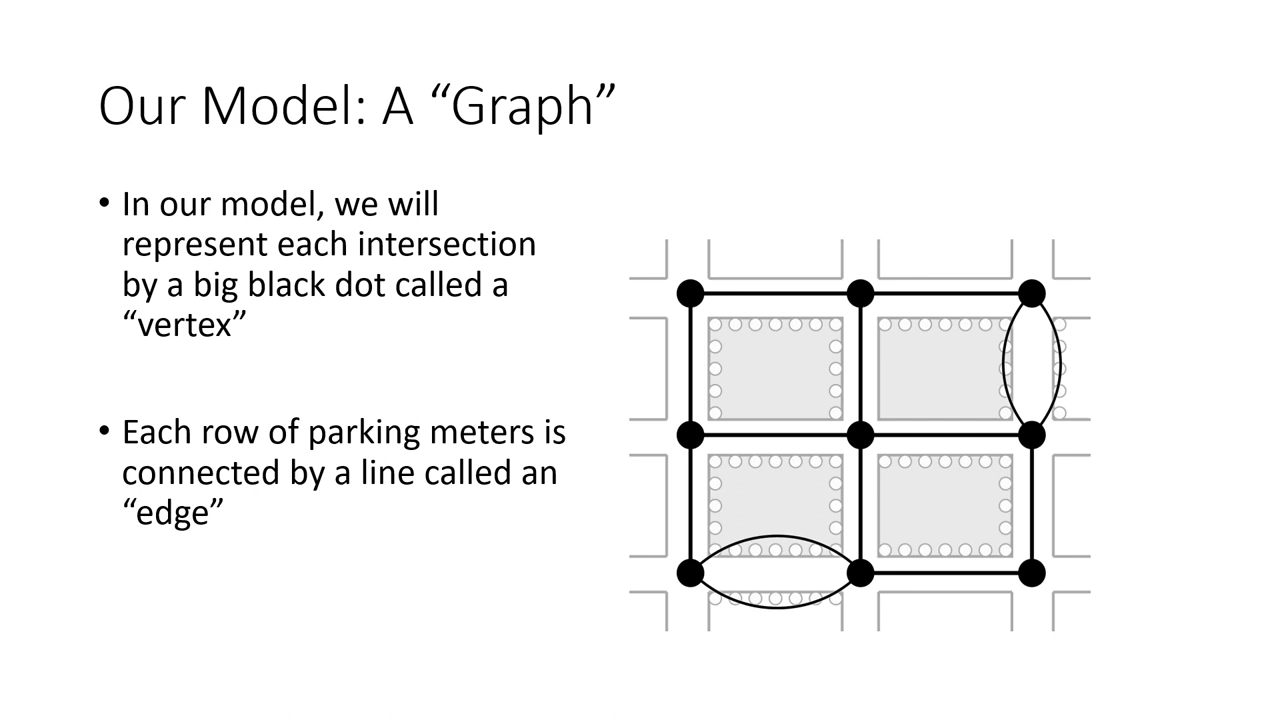 Our Model: A “Graph”
• In our model, we will
represent each intersection
by a big black dot called a
“vertex”
• Each row of parking meters is
connected by a line called an
“edge”